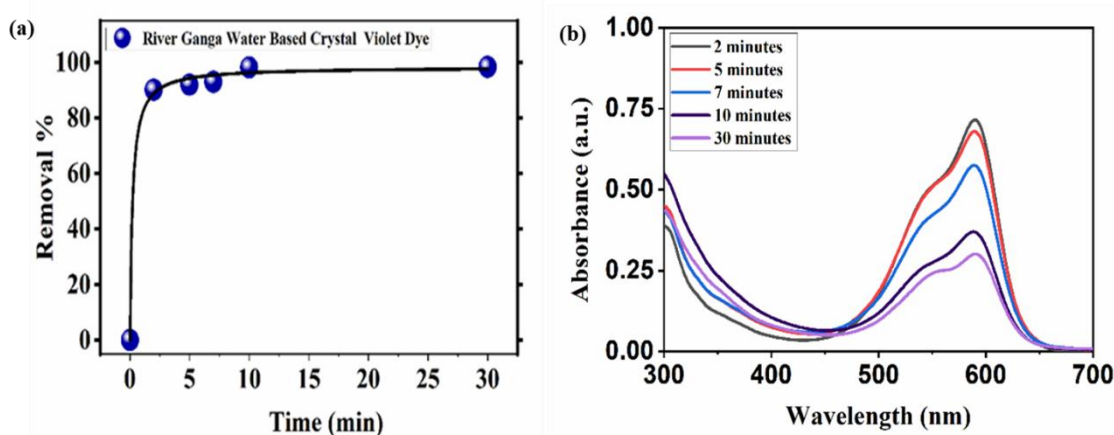 (a)
River Ganga Water Based Crystal Violet Dye
100
80
60
40
20
0
Removal %
0 5 10 15 20 25 30
Time (min)
(b)
1.00
0.75
0.50
0.25
0.00
Absorbance (a.u.)
2 minutes
5 minutes
7 minutes
10 minutes
30 minutes
300 400 500 600 700
Wavelength (nm)